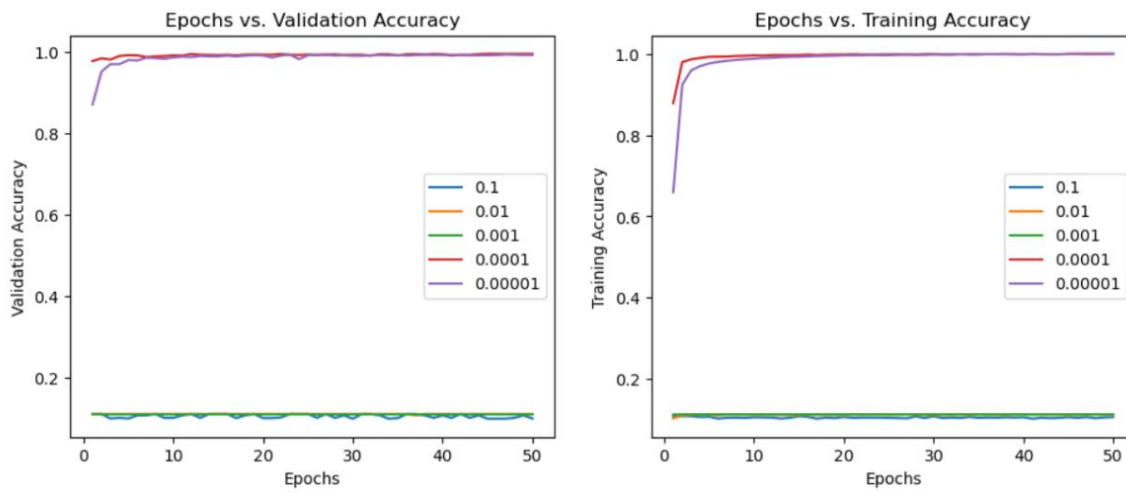 Epochs vs. Validation Accuracy
1.0
0.8
0.6
0.4
0.2
Validation Accuracy
0.1
0.01
0.001
0.0001
0.00001
0 10 20 30 40 50
Epochs
Epochs vs. Training Accuracy
1.0
0.8
0.6
0.4
0.2
Training Accuracy
0.1
0.01
0.001
0.0001
0.00001
0 10 20 30 40 50
Epochs